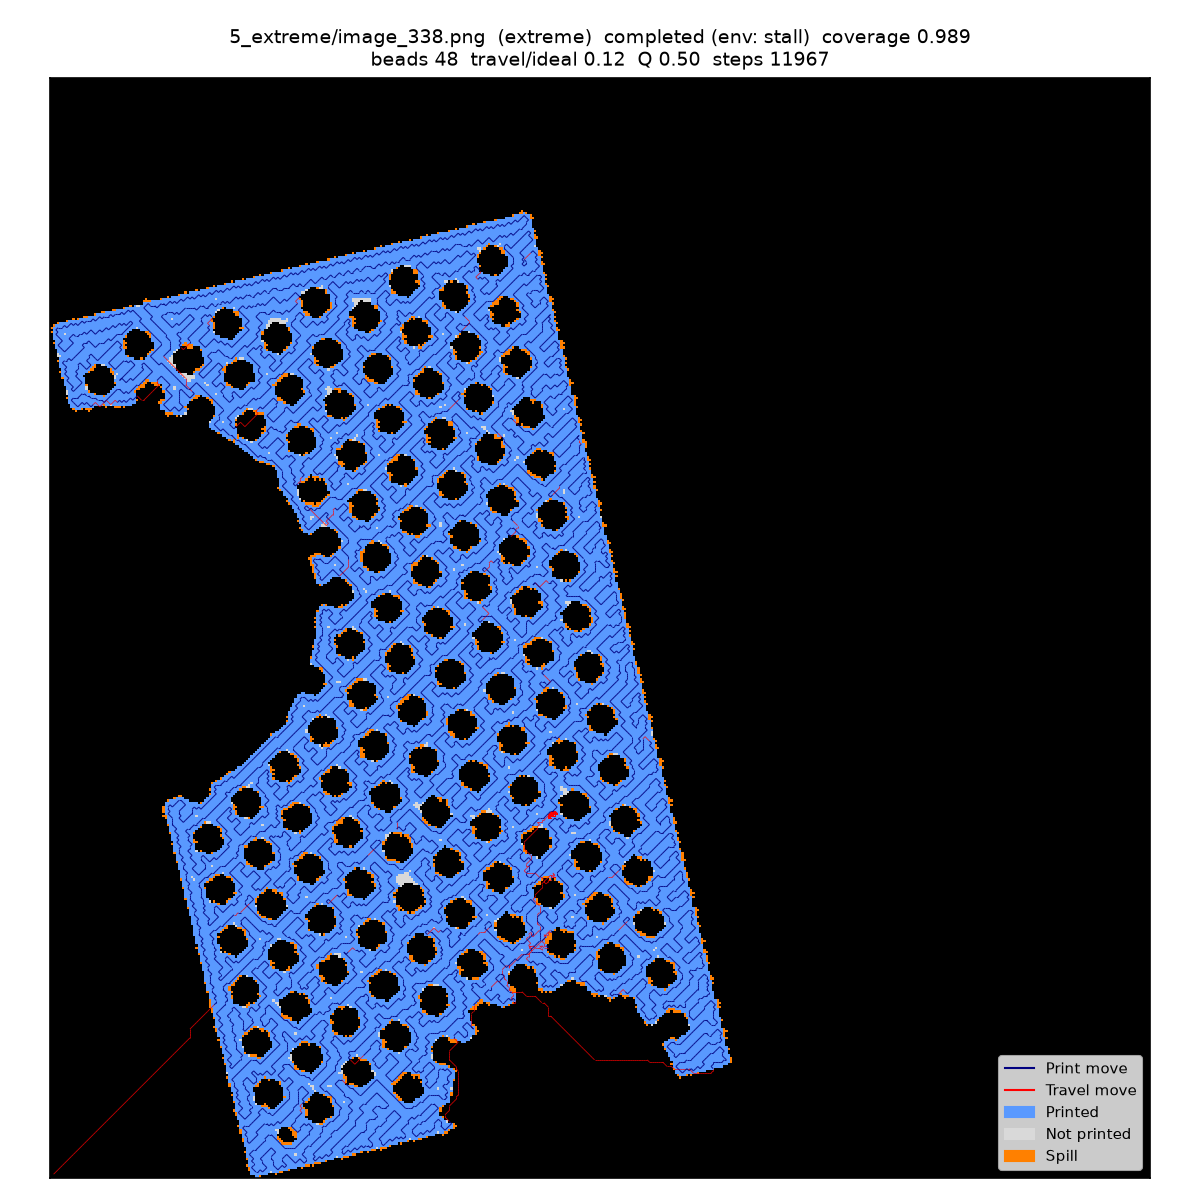 5_extreme/image_338.png  (extreme)  completed (env: stall)  coverage 0.989
beads 48  travel/ideal 0.12  Q 0.50  steps 11967
Print move
Travel move
Printed
Not printed
Spill